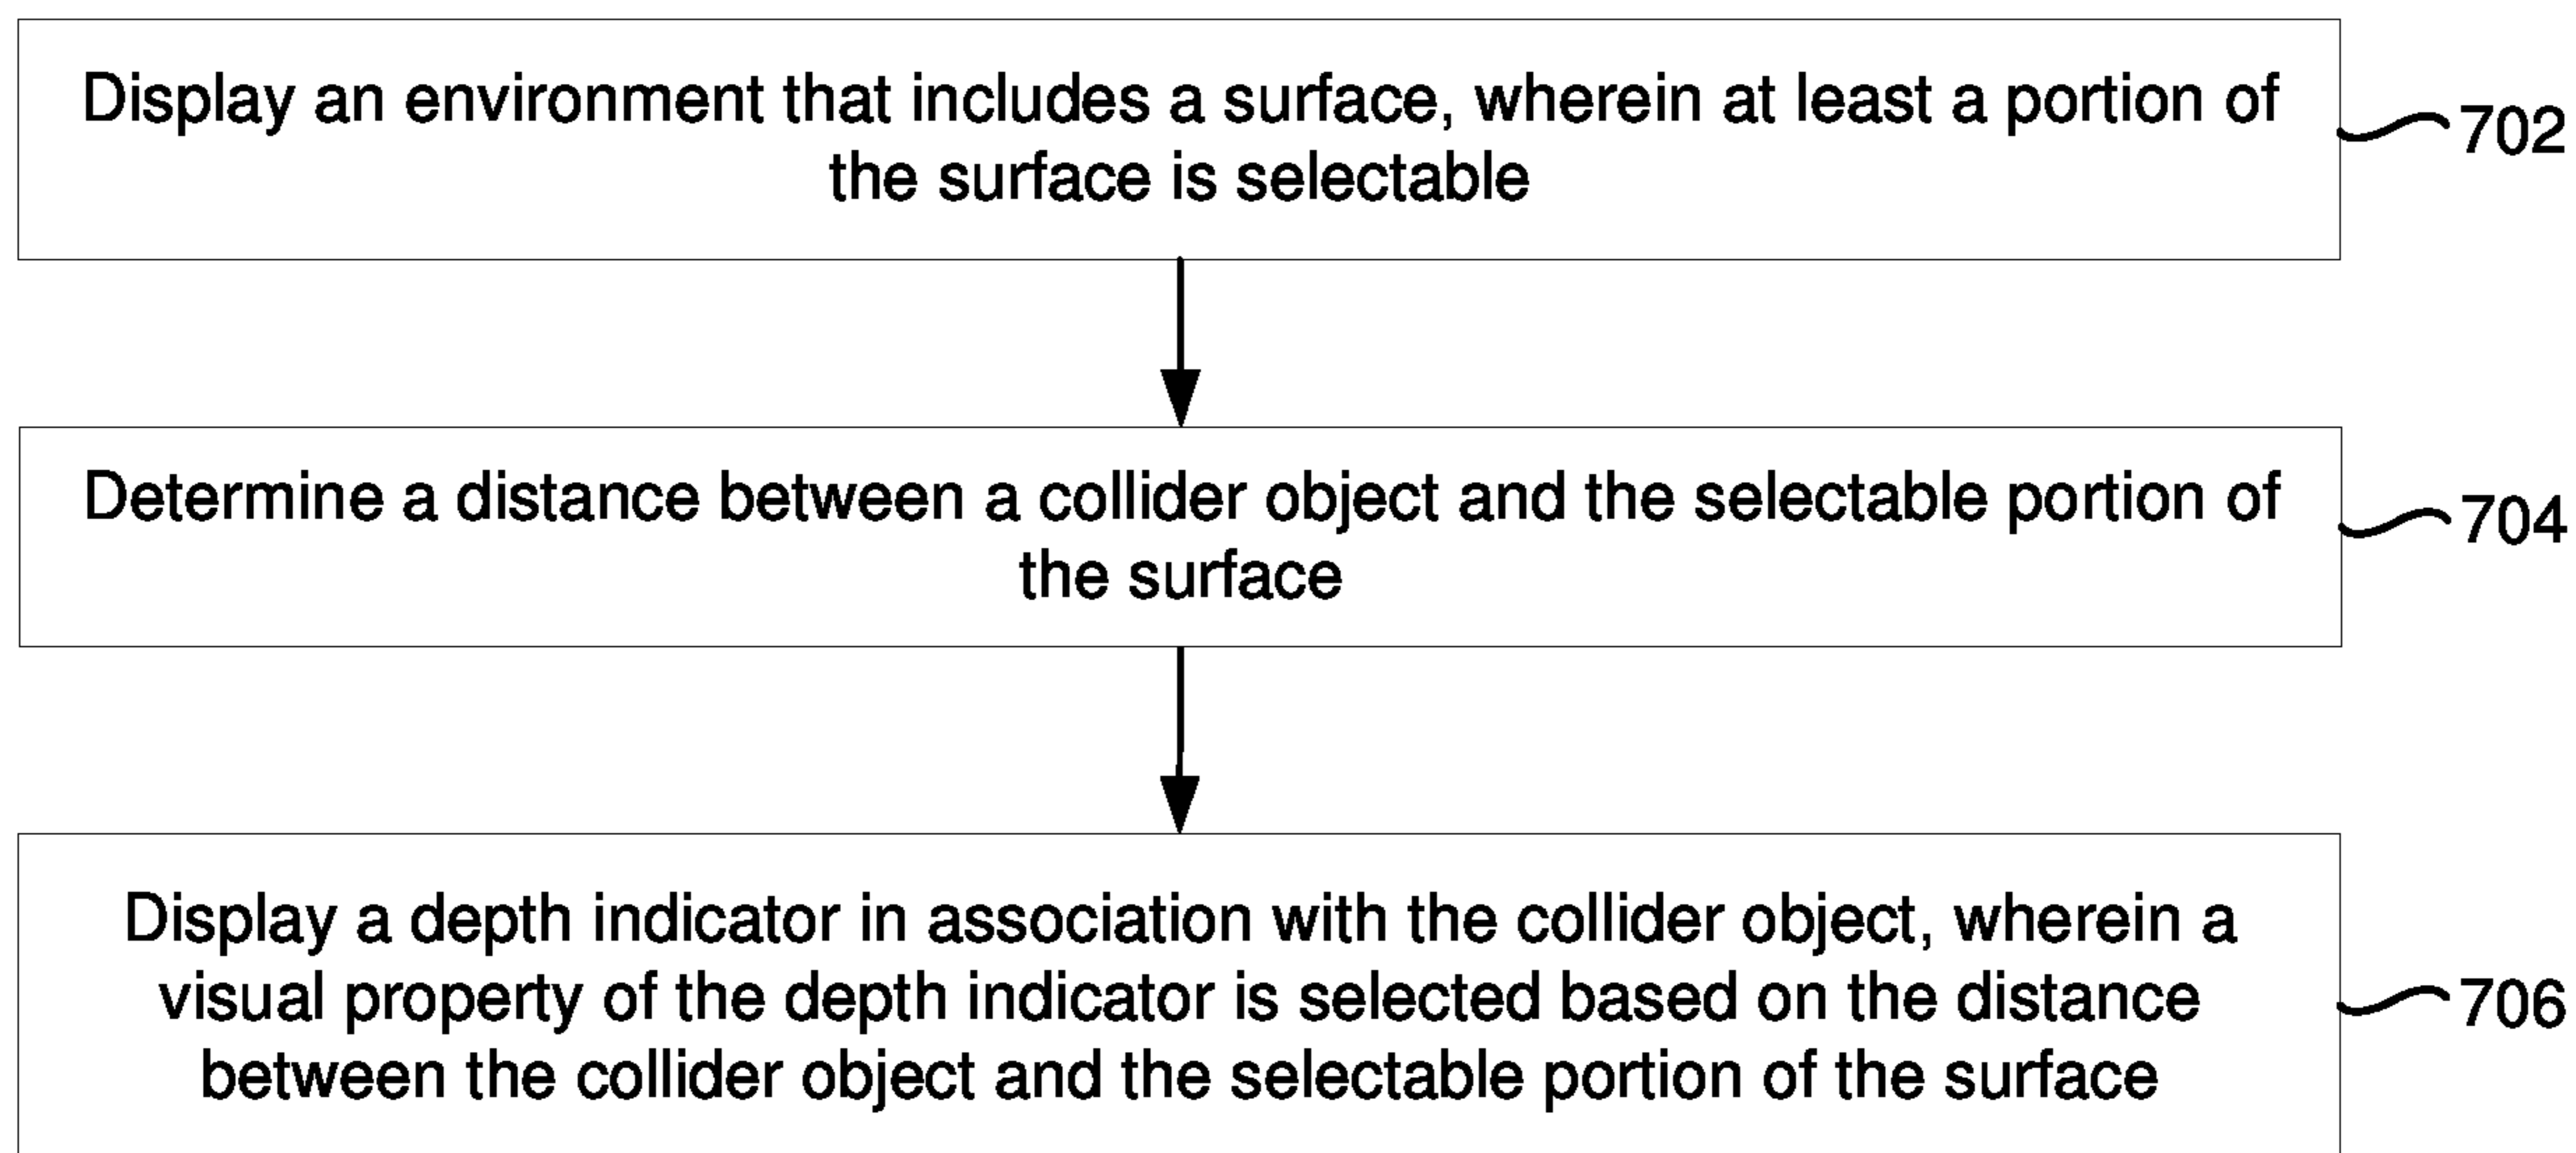 Display an environment that includes a surface, wherein at least a portion of
the surface is selectable
702
Determine a distance between a collider object and the selectable portion of
the surface
704
Display a depth indicator in association with the collider object, wherein a
visual property of the depth indicator is selected based on the distance
between the collider object and the selectable portion of the surface
706